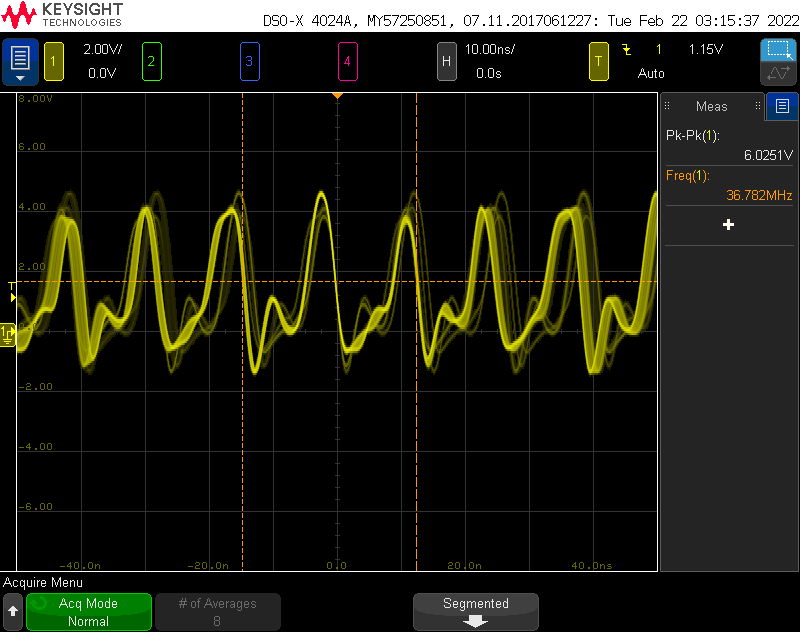 KEYSIGHT
TECHNOLOGIES
DSO-X 4024A, MY57250851, 07.11.2017061227: Tue Feb 22 03:15:37 2022
1
2.00V/
0.0V
2
3
4
H
10.00ns/
0.0s
T
1
1.15V
Auto
8.00V
6.00
4.00
2.00
-2.00
-4.00
-6.00
T
1
-40.0n
-20.0n
0.0
20.0n
40.0ns
Meas
Pk-Pk(1):
6.0251V
Freq(1):
36.782MHz
+
Acquire Menu
Acq Mode
Normal
# of Averages
8
Segmented